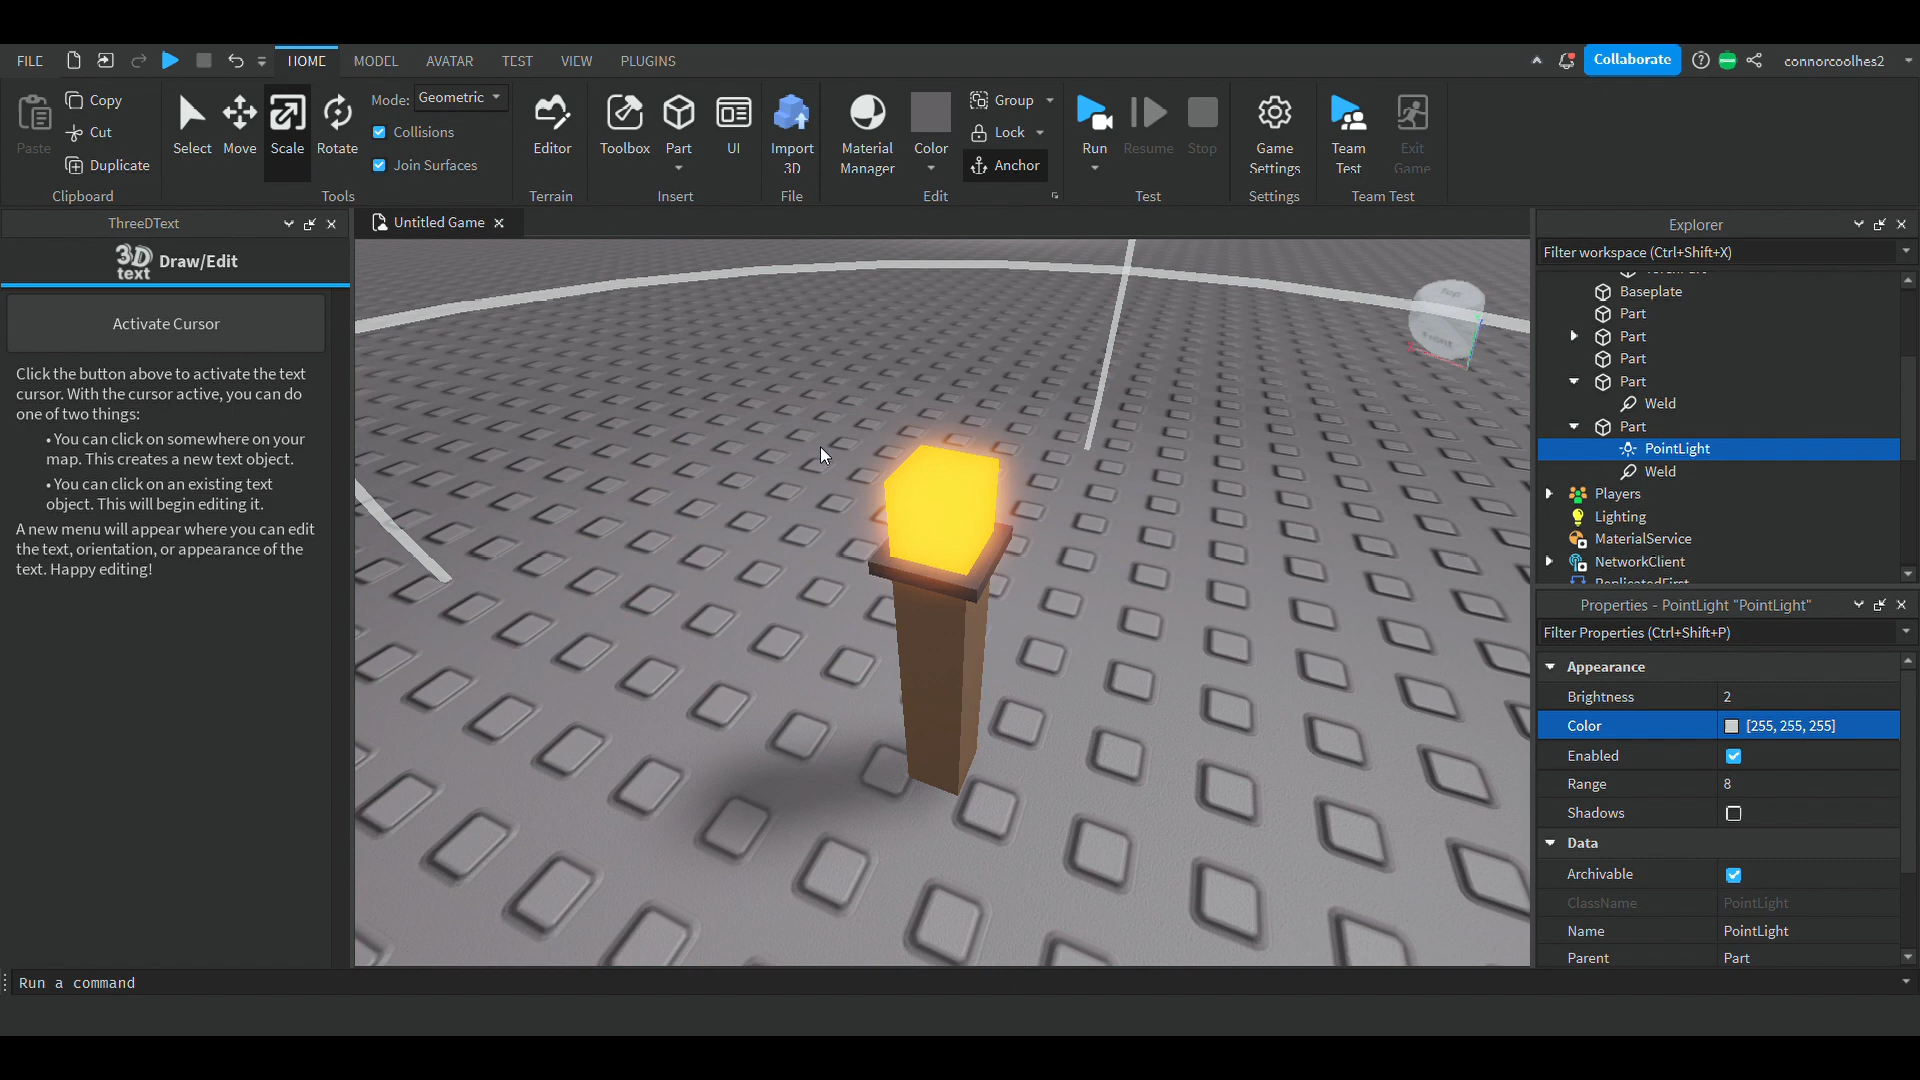 FILE
HOME
MODEL
AVATAR
TEST
VIEW
PLUGINS
Collaborate
connorcoolhes2
Paste
Copy
Cut
Duplicate
Clipboard
Select
Move
Scale
Rotate
Mode: Geometric
Collisions
Join Surfaces
Tools
Editor
Terrain
Toolbox
Part
UI
Insert
Import
3D
File
Material
Manager
Color
Group
Lock
Anchor
Edit
Run
Resume
Stop
Test
Game
Settings
Settings
Team
Test
Exit
Game
Team Test
ThreeDText
3D
text
Draw/Edit
Activate Cursor
Click the button above to activate the text
cursor. With the cursor active, you can do
one of two things:
• You can click on somewhere on your
map. This creates a new text object.
• You can click on an existing text
object. This will begin editing it.
A new menu will appear where you can edit
the text, orientation, or appearance of the
text. Happy editing!
Untitled Game
Top
Front
Explorer
Filter workspace (Ctrl+Shift+X)
Baseplate
Part
Part
Part
Part
Weld
Part
PointLight
Weld
Players
Lighting
MaterialService
NetworkClient
ReplicatedFirst
Properties - PointLight "PointLight"
Filter Properties (Ctrl+Shift+P)
Appearance
Brightness 2
Color [255, 255, 255]
Enabled
Range 8
Shadows
Data
Archivable
ClassName PointLight
Name PointLight
Parent Part
Run a command